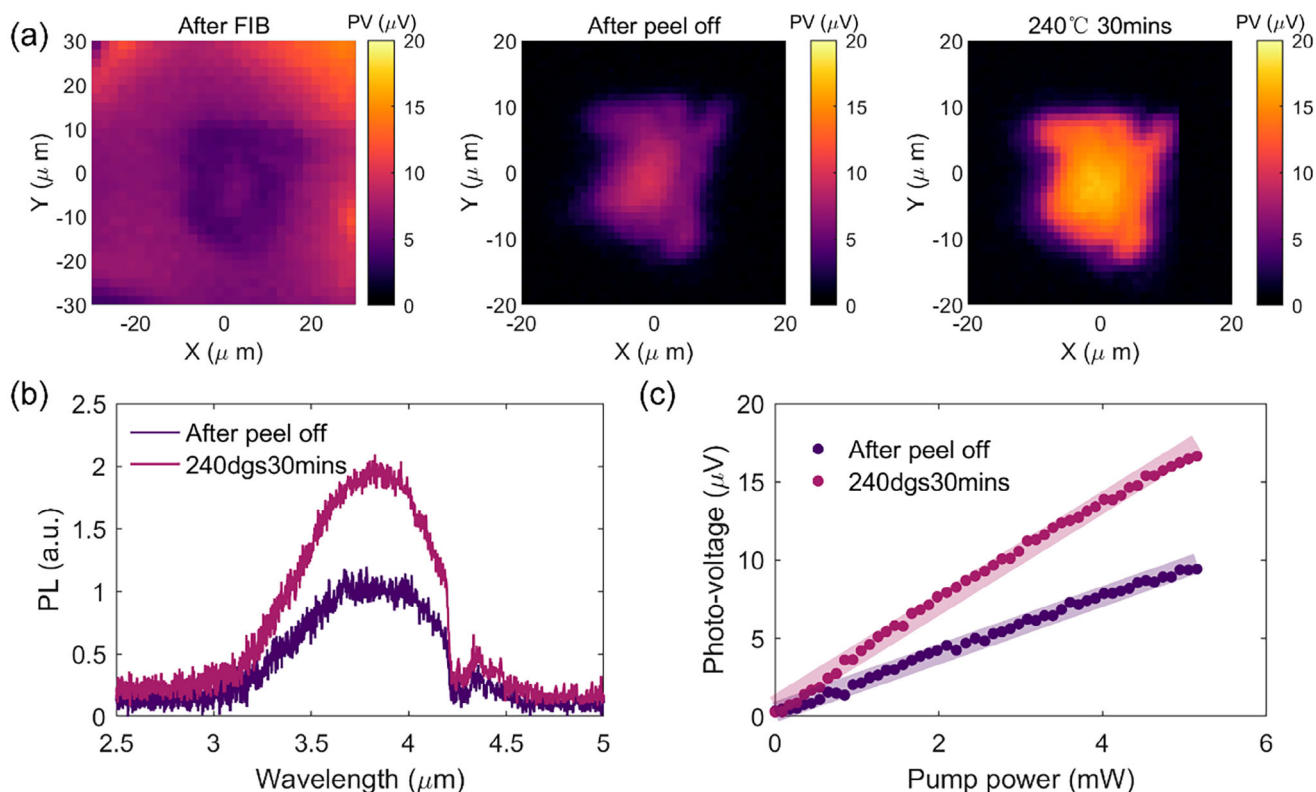 (a)
After FIB
PV (μV)
After peel off
PV (μV)
240℃ 30mins
PV (μV)
30
20
10
0
-10
-20
-30
-20
0
20
X (μ m)
Y (μ m)
20
15
10
5
0
20
10
0
-10
-20
-20
0
20
X (μ m)
Y (μ m)
20
15
10
5
0
20
10
0
-10
-20
-20
0
20
X (μ m)
Y (μ m)
20
15
10
5
0
(b)
2.5
2
1.5
1
0.5
0
PL (a.u.)
After peel off
240dgs30mins
2.5
3
3.5
4
4.5
5
Wavelength (μm)
(c)
20
15
10
5
0
Photo-voltage (μV)
After peel off
240dgs30mins
0
2
4
6
Pump power (mW)